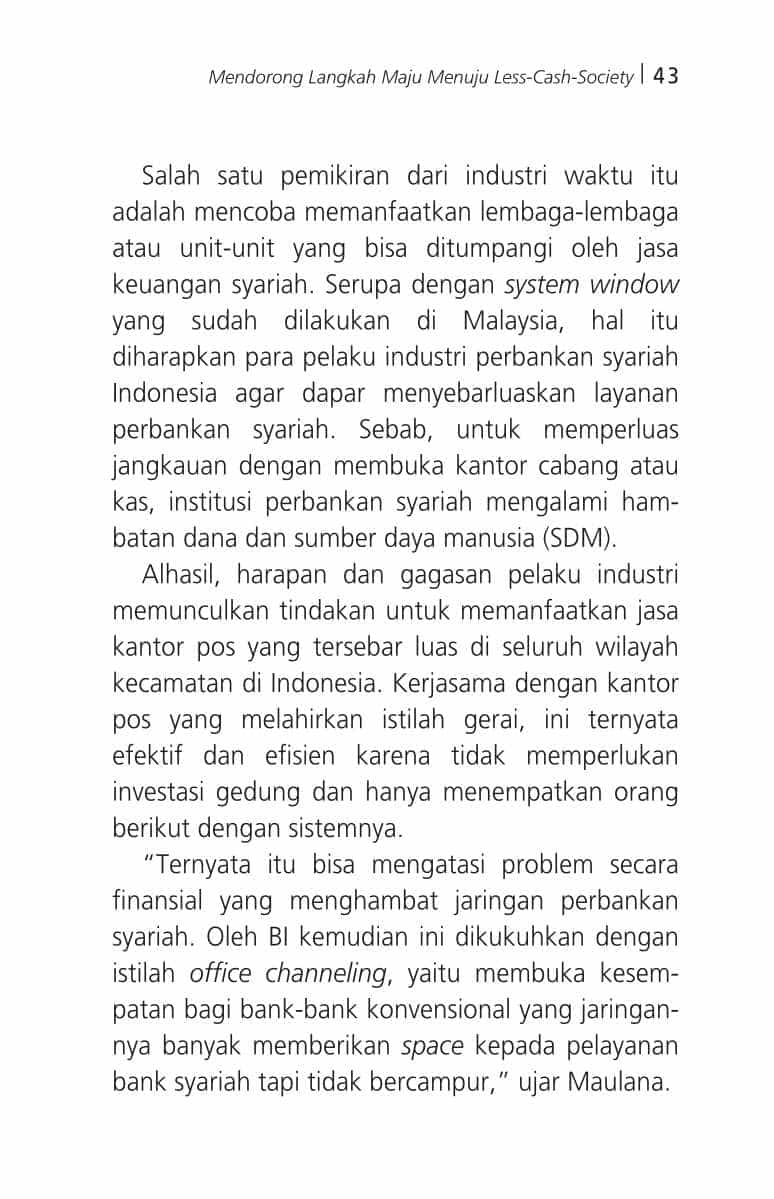 Mendorong Langkah Maju Menuju Less-Cash-Society | 43
Salah satu pemikiran dari industri waktu itu
adalah mencoba memanfaatkan lembaga-lembaga
atau unit-unit yang bisa ditumpangi oleh jasa
keuangan syariah. Serupa dengan system window
yang sudah dilakukan di Malaysia, hal itu
diharapkan para pelaku industri perbankan syariah
Indonesia agar dapar menyebarluaskan layanan
perbankan syariah. Sebab, untuk memperluas
jangkauan dengan membuka kantor cabang atau
kas, institusi perbankan syariah mengalami ham-
batan dana dan sumber daya manusia (SDM).
Alhasil, harapan dan gagasan pelaku industri
memunculkan tindakan untuk memanfaatkan jasa
kantor pos yang tersebar luas di seluruh wilayah
kecamatan di Indonesia. Kerjasama dengan kantor
pos yang melahirkan istilah gerai, ini ternyata
efektif dan efisien karena tidak memperlukan
investasi gedung dan hanya menempatkan orang
berikut dengan sistemnya.
“Ternyata itu bisa mengatasi problem secara
finansial yang menghambat jaringan perbankan
syariah. Oleh BI kemudian ini dikukuhkan dengan
istilah office channeling, yaitu membuka kesem-
patan bagi bank-bank konvensional yang jaringan-
nya banyak memberikan space kepada pelayanan
bank syariah tapi tidak bercampur,” ujar Maulana.